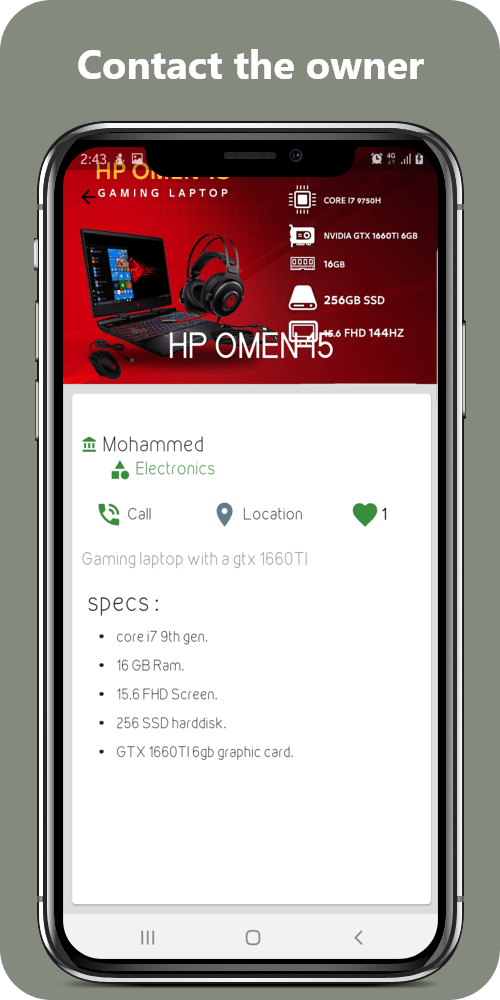 Contact the owner
2:43
4G
HP OMEN 15
GAMING LAPTOP
CORE I7 9750H
NVIDIA GTX 1660TI 6GB
16GB
256GB SSD
15.6 FHD 144HZ
HP OMEN 15
Mohammed
Electronics
Call
Location
1
Gaming laptop with a gtx 1660TI
specs :
• core i7 9th gen.
• 16 GB Ram.
• 15.6 FHD Screen.
• 256 SSD harddisk.
• GTX 1660TI 6gb graphic card.